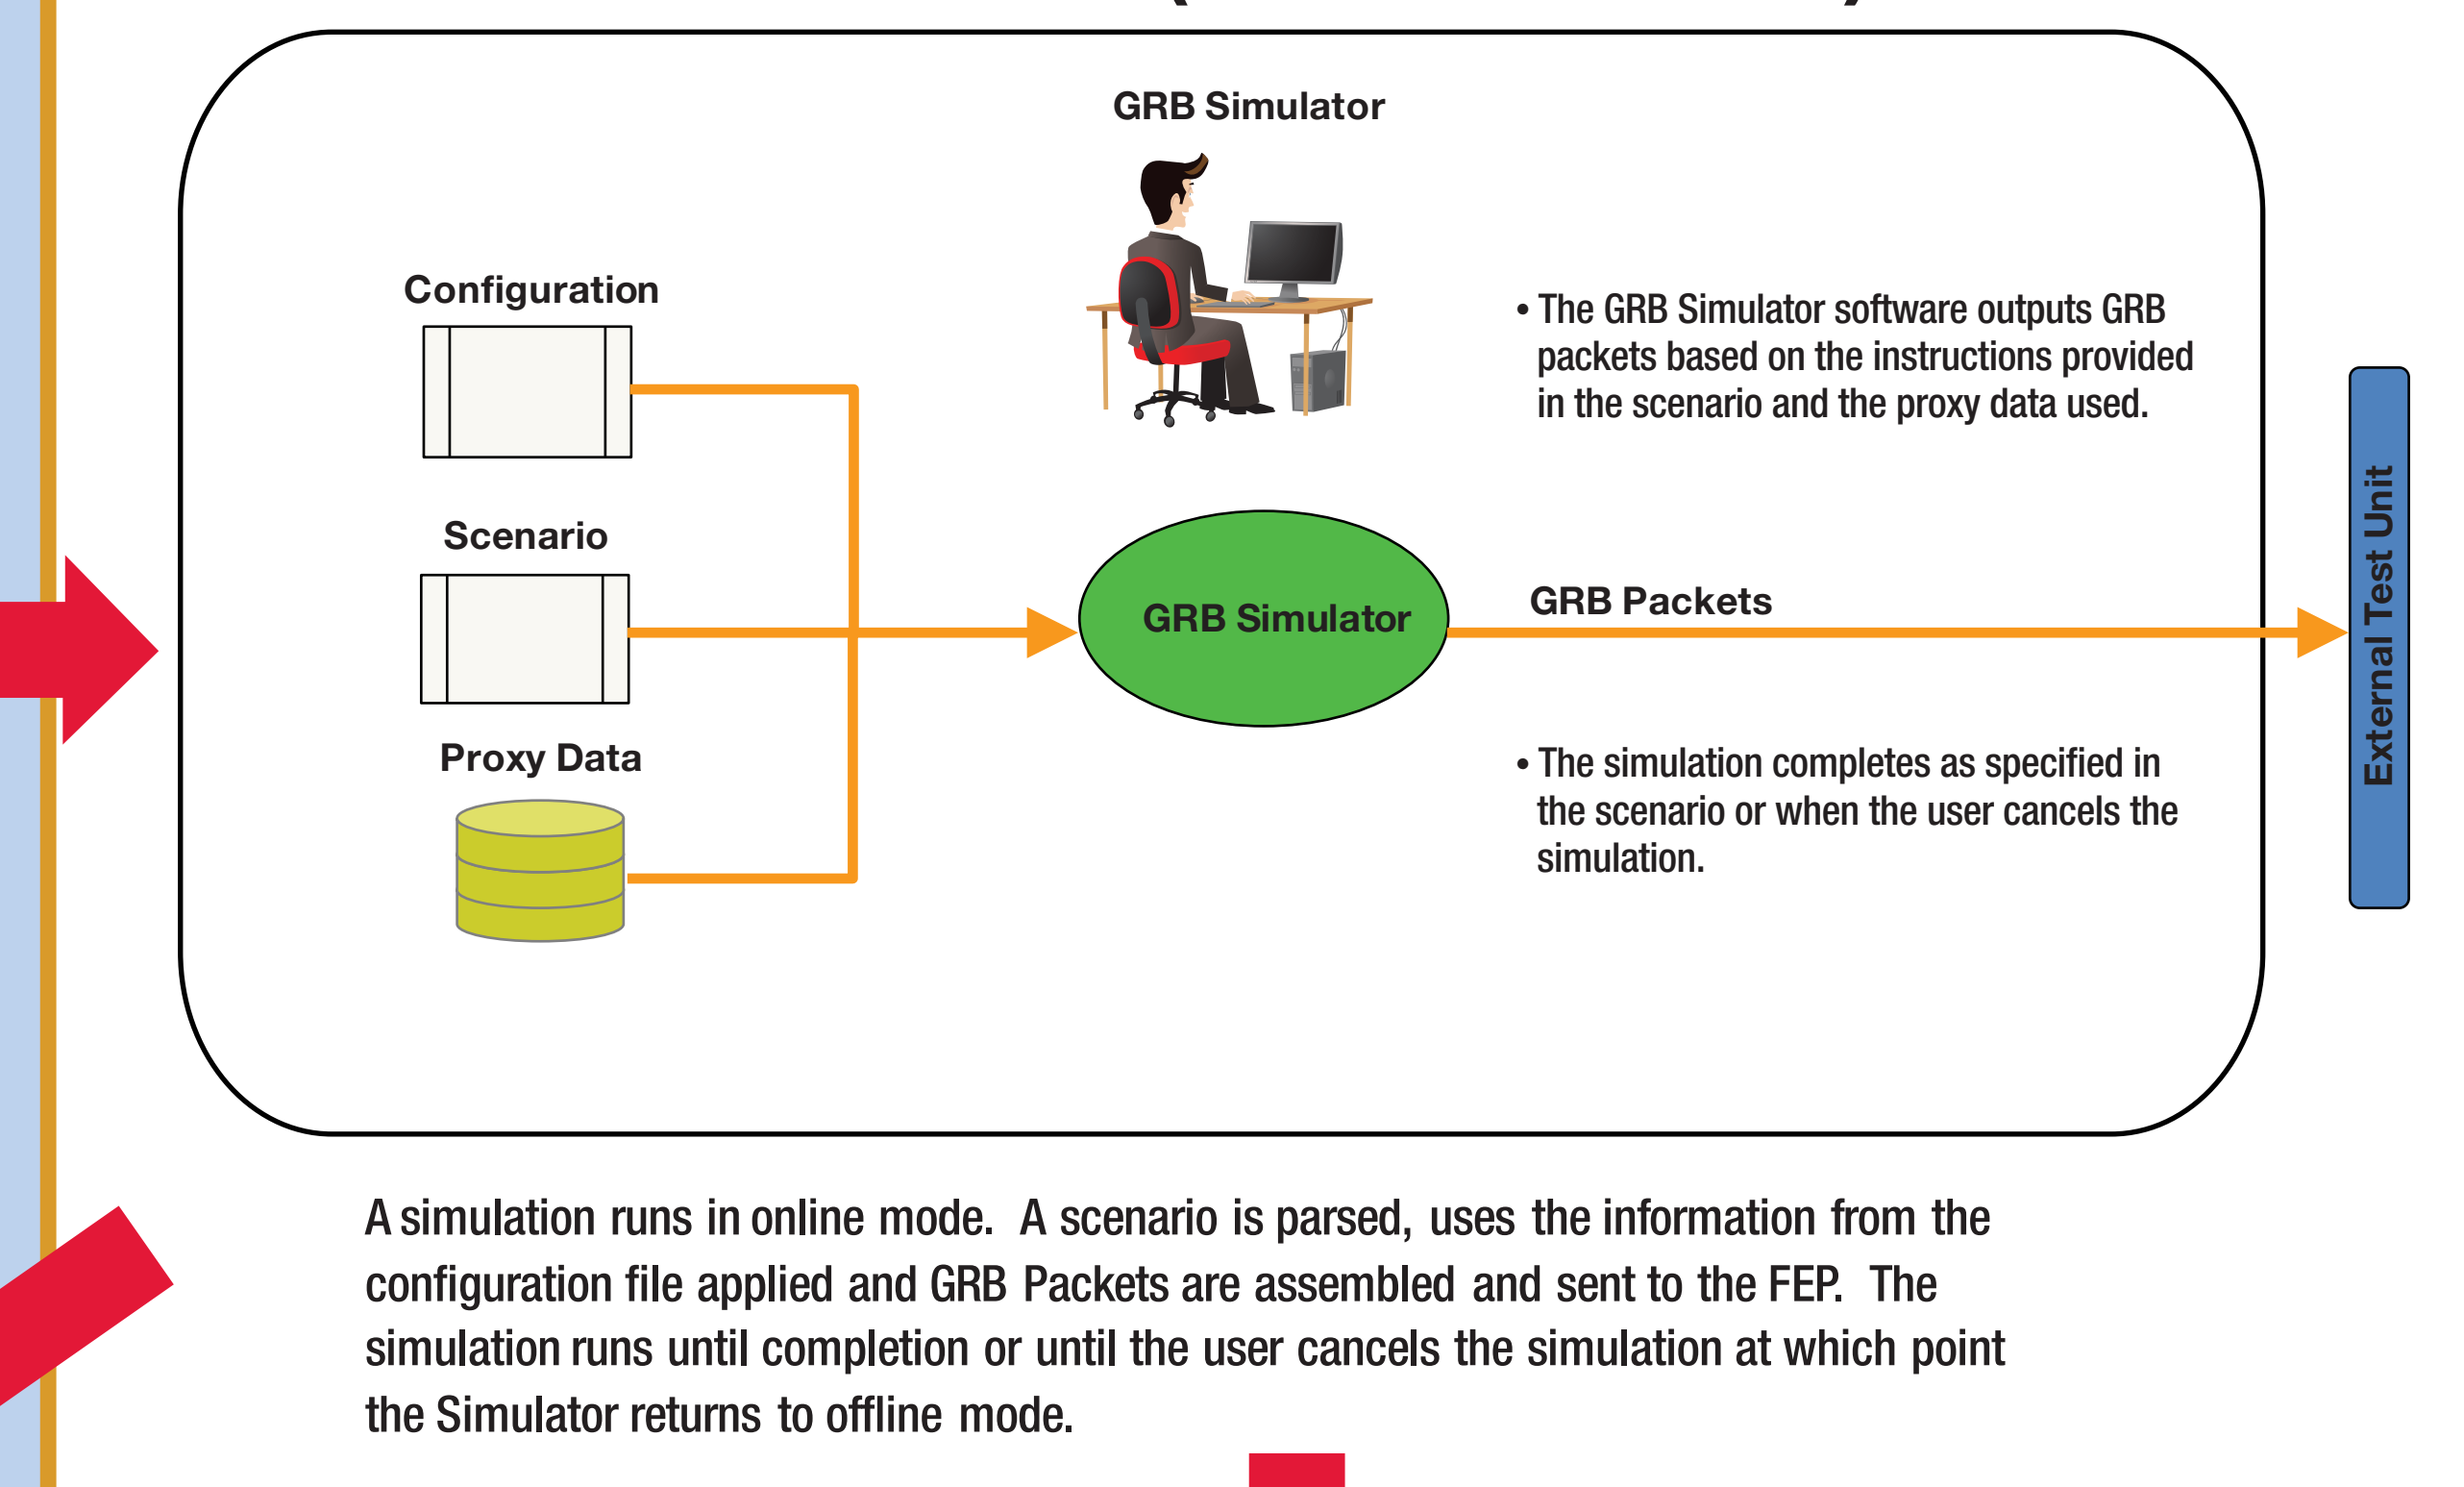 GRB Simulator
Configuration
• The GRB Simulator software outputs GRB
packets based on the instructions provided
in the scenario and the proxy data used.
Scenario
GRB Simulator
GRB Packets
External Test Unit
Proxy Data
• The simulation completes as specified in
the scenario or when the user cancels the
simulation.
A simulation runs in online mode. A scenario is parsed, uses the information from the
configuration file applied and GRB Packets are assembled and sent to the FEP. The
simulation runs until completion or until the user cancels the simulation at which point
the Simulator returns to offline mode.